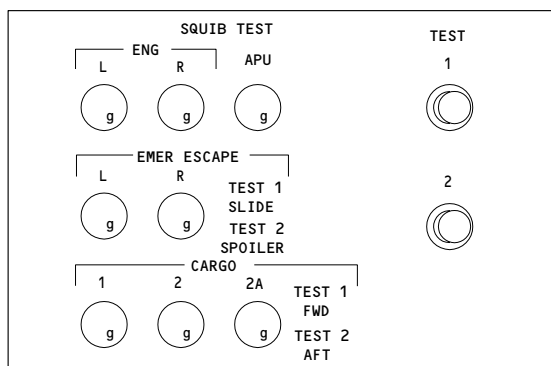 SQUIB TEST
TEST
ENG
L R APU
1
g g g
EMER ESCAPE
L R
TEST 1
SLIDE
TEST 2
SPOILER
2
g g
CARGO
1 2 2A
TEST 1
FWD
TEST 2
AFT
g g g